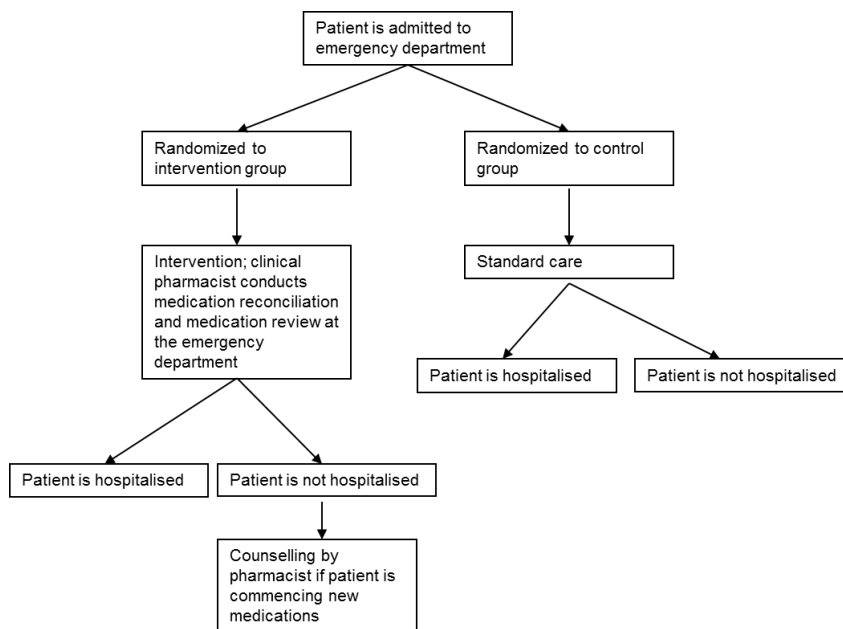 Patient is admitted to
emergency department
Randomized to
intervention group
Randomized to control
group
Intervention; clinical
pharmacist conducts
medication reconciliation
and medication review at
the emergency
department
Standard care
Patient is hospitalised
Patient is not hospitalised
Patient is hospitalised
Patient is not hospitalised
Counselling by
pharmacist if patient is
commencing new
medications